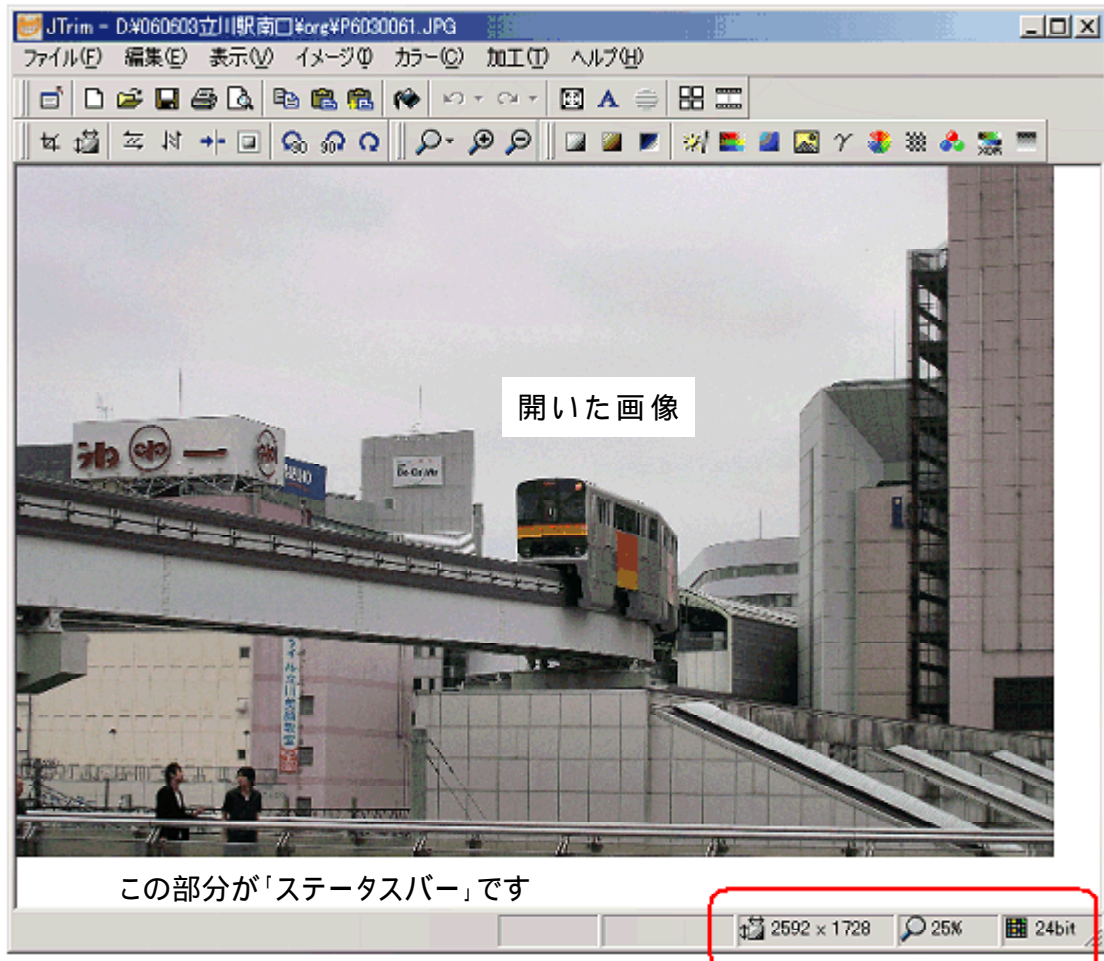 JTrim - D:¥060603立川駅南口¥org¥P6030061.JPG
ファイル(F) 編集(E) 表示(V) イメージ(I) カラー(C) 加工(T) ヘルプ(H)
開いた画像
この部分が「ステータスバー」です
2592 × 1728 25% 24bit